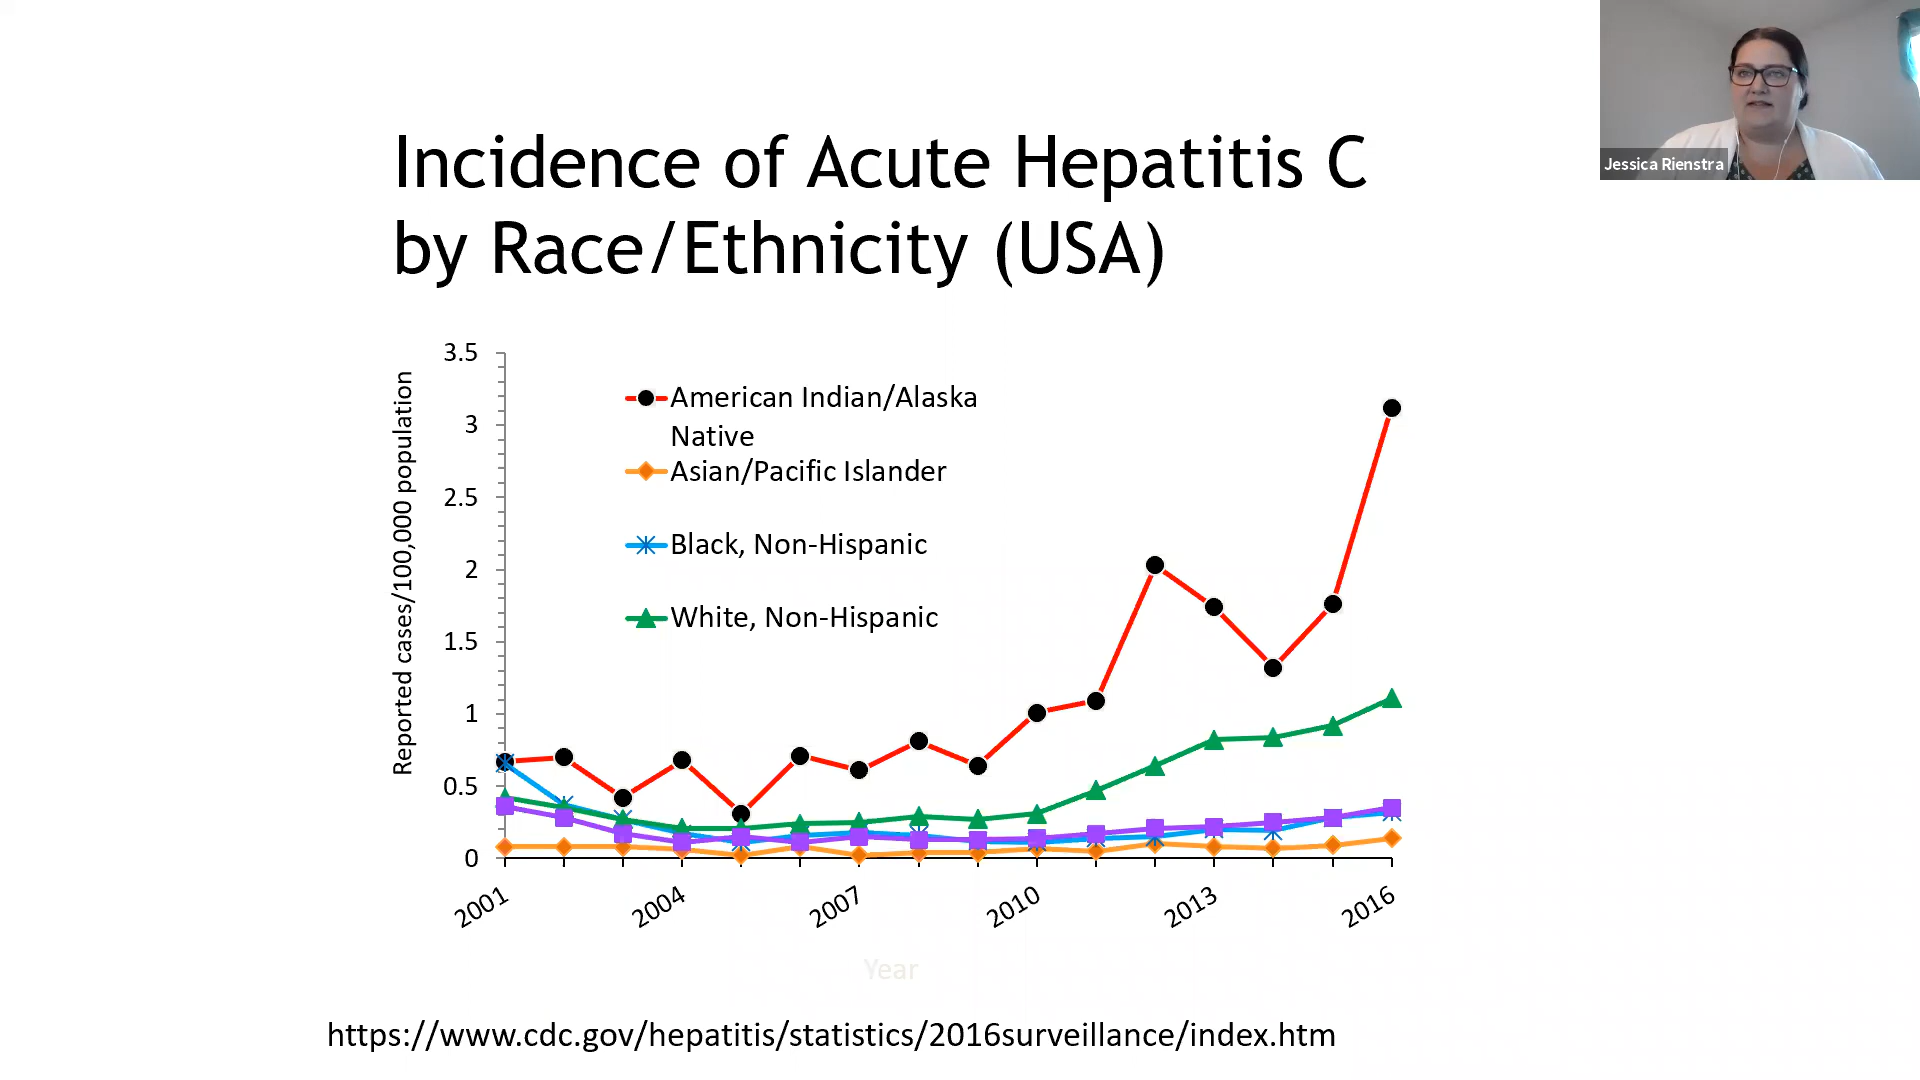 Jessica Rienstra
Incidence of Acute Hepatitis C
by Race/Ethnicity (USA)
Reported cases/100,000 population
3.5
3
2.5
2
1.5
1
0.5
0
American Indian/Alaska
Native
Asian/Pacific Islander
Black, Non-Hispanic
White, Non-Hispanic
2001
2004
2007
2010
2013
2016
Year
https://www.cdc.gov/hepatitis/statistics/2016surveillance/index.htm